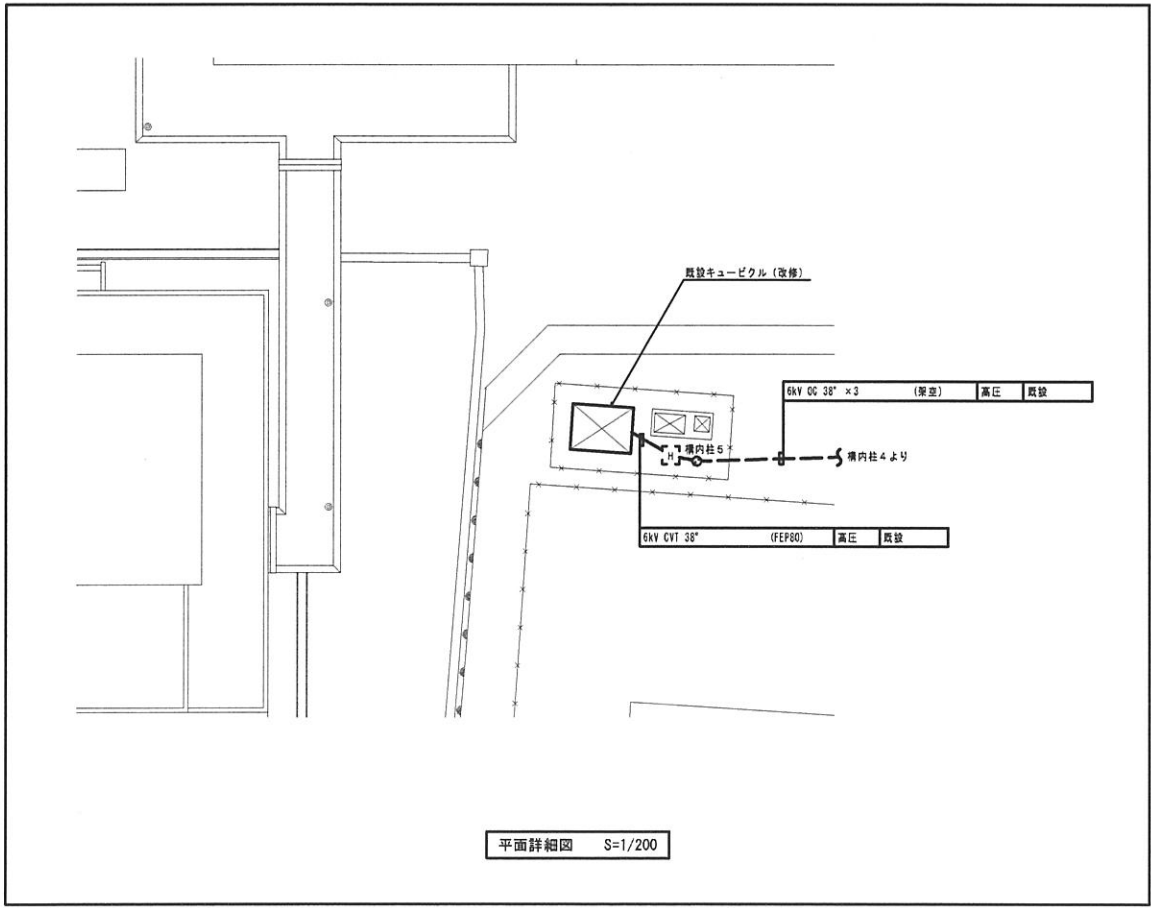 既設キュービクル（改修）
6kV OC 38° ×3 （架空） 高圧 既設
構内柱５
H
構内柱４より
6kV CVT 38° (FEP80) 高圧 既設
平面詳細図 S=1/200